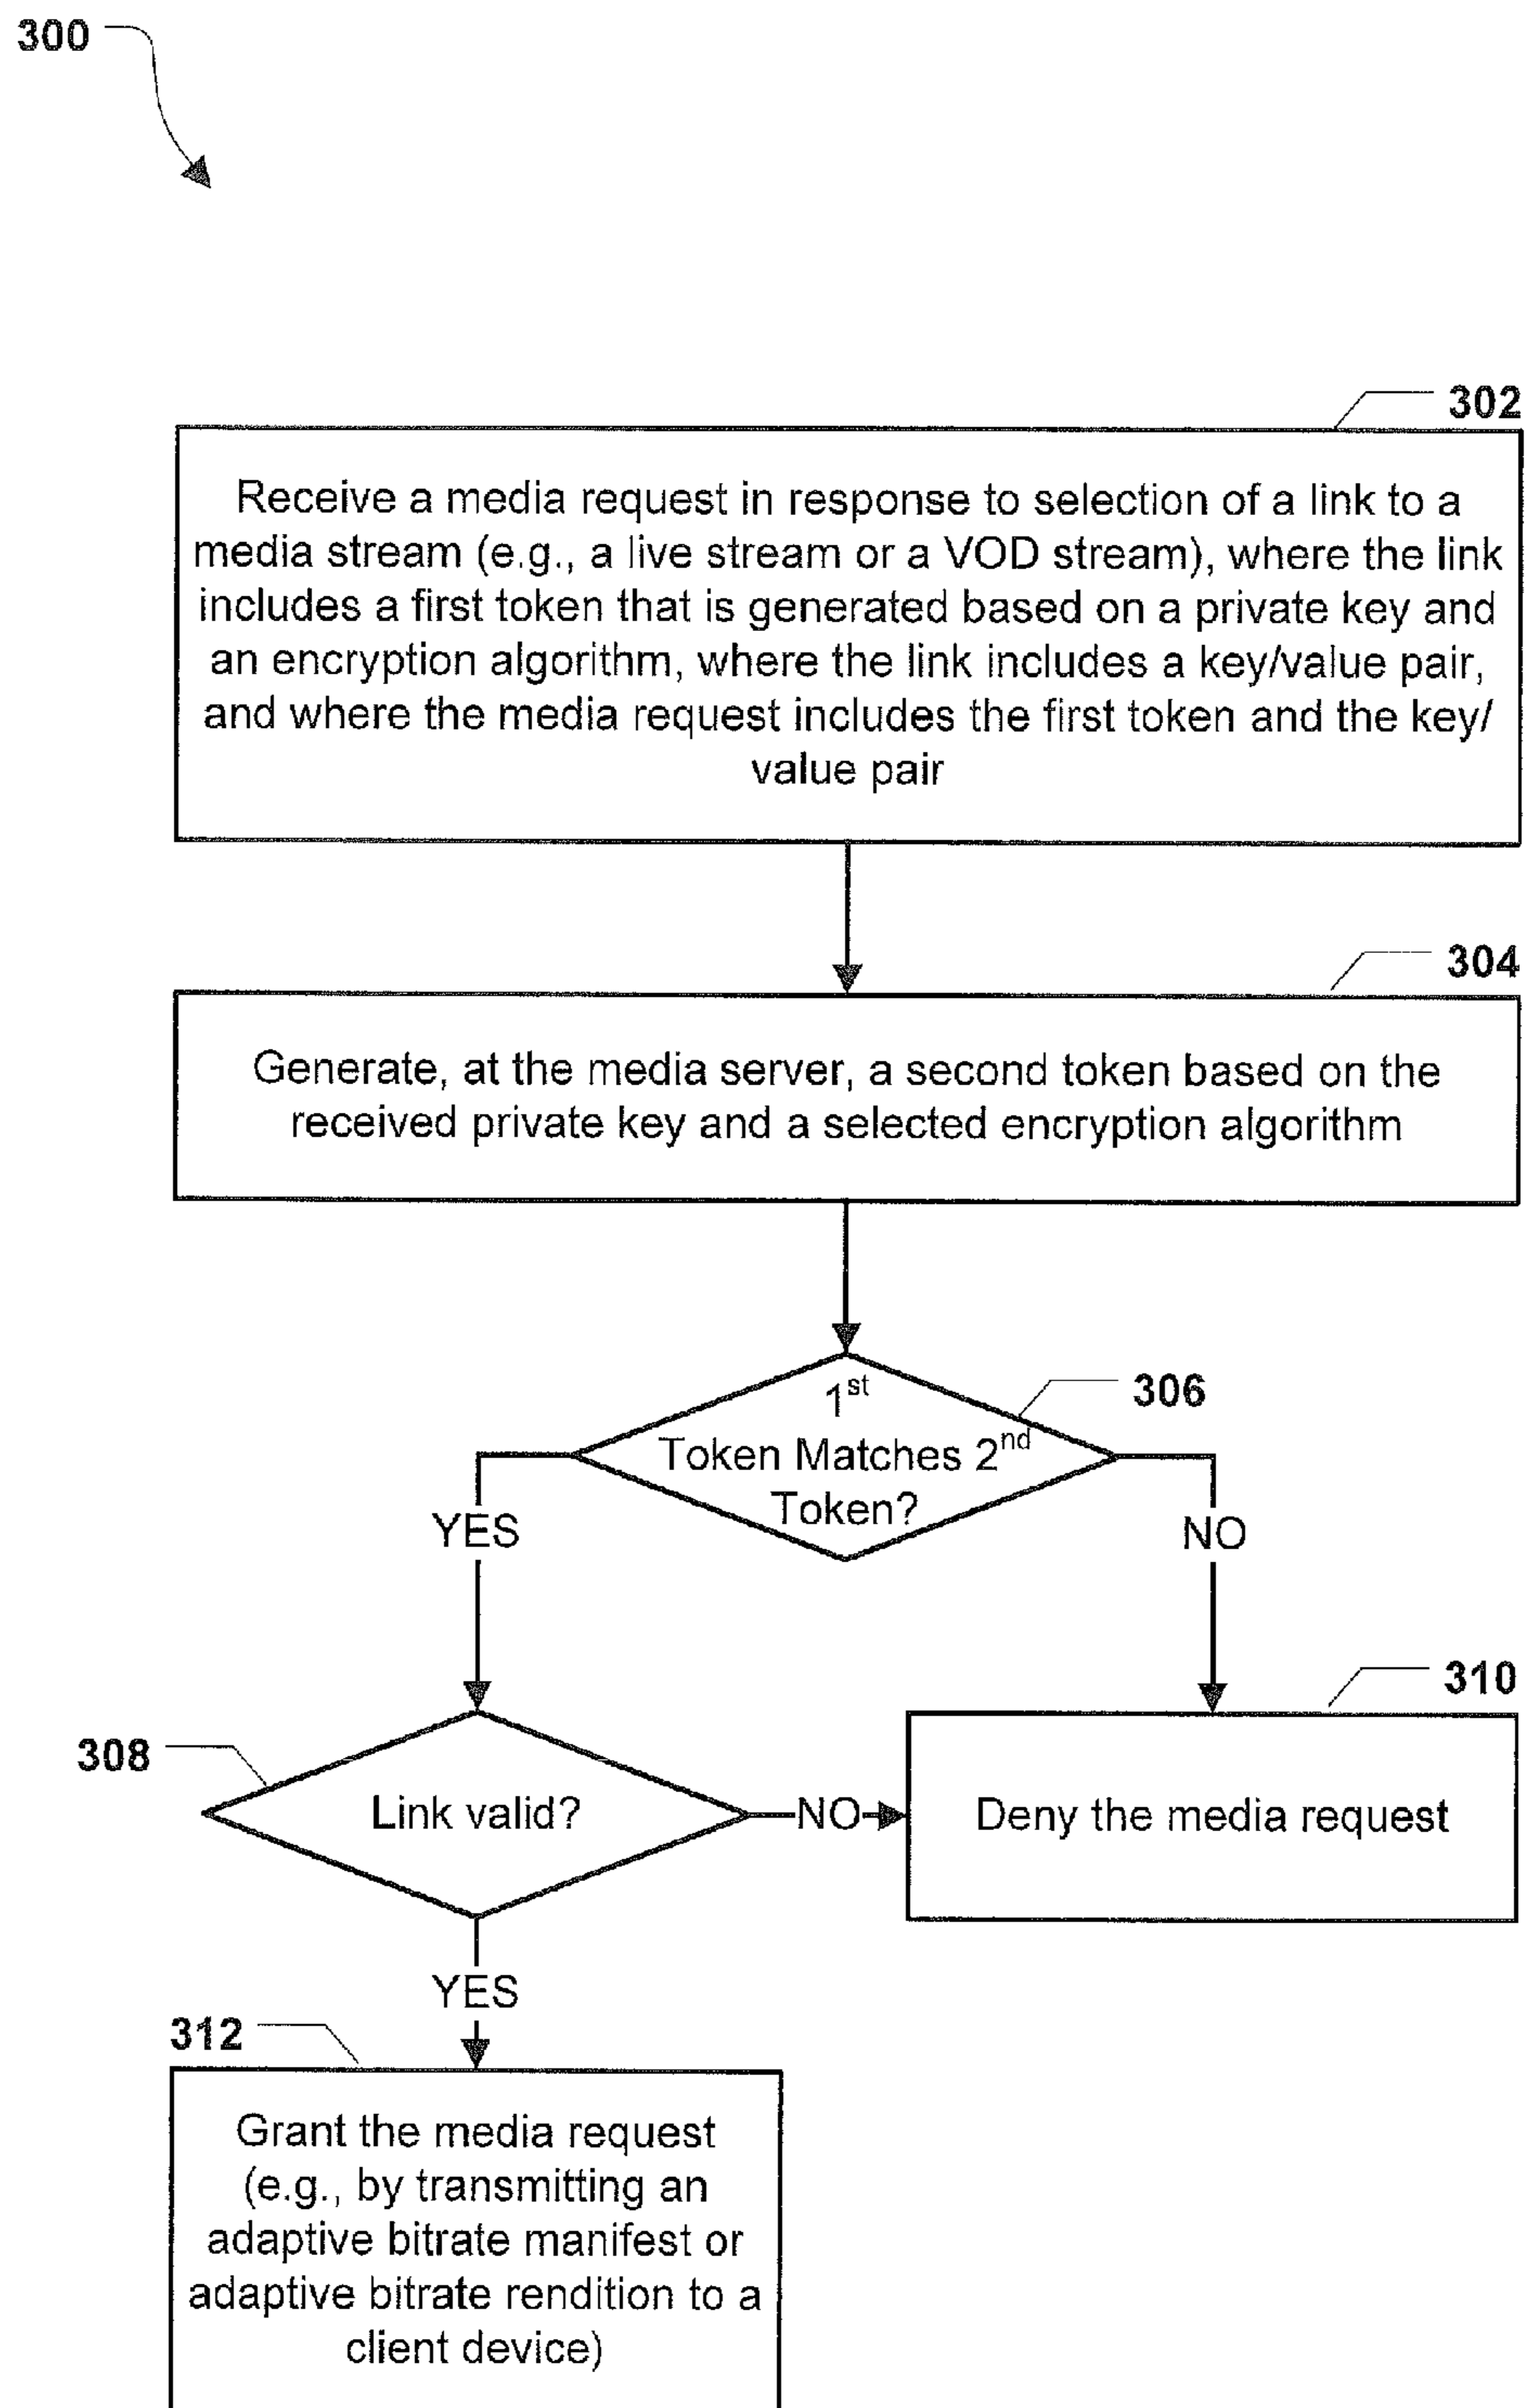 300
302
Receive a media request in response to selection of a link to a
media stream (e.g., a live stream or a VOD stream), where the link
includes a first token that is generated based on a private key and
an encryption algorithm, where the link includes a key/value pair,
and where the media request includes the first token and the key/
value pair
304
Generate, at the media server, a second token based on the
received private key and a selected encryption algorithm
306
1st
Token Matches 2nd
Token?
YES
NO
308
310
Link valid?
NO
Deny the media request
YES
312
Grant the media request
(e.g., by transmitting an
adaptive bitrate manifest or
adaptive bitrate rendition to a
client device)